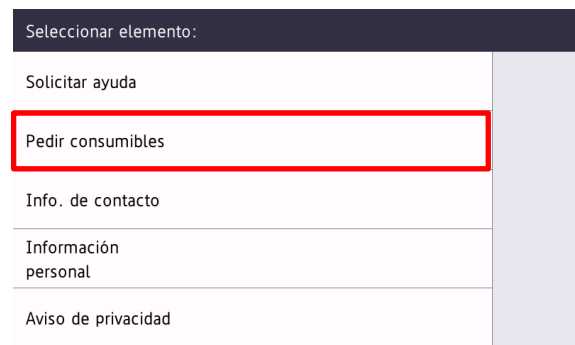 Seleccionar elemento:
Solicitar ayuda
Pedir consumibles
Info. de contacto
Información
personal
Aviso de privacidad